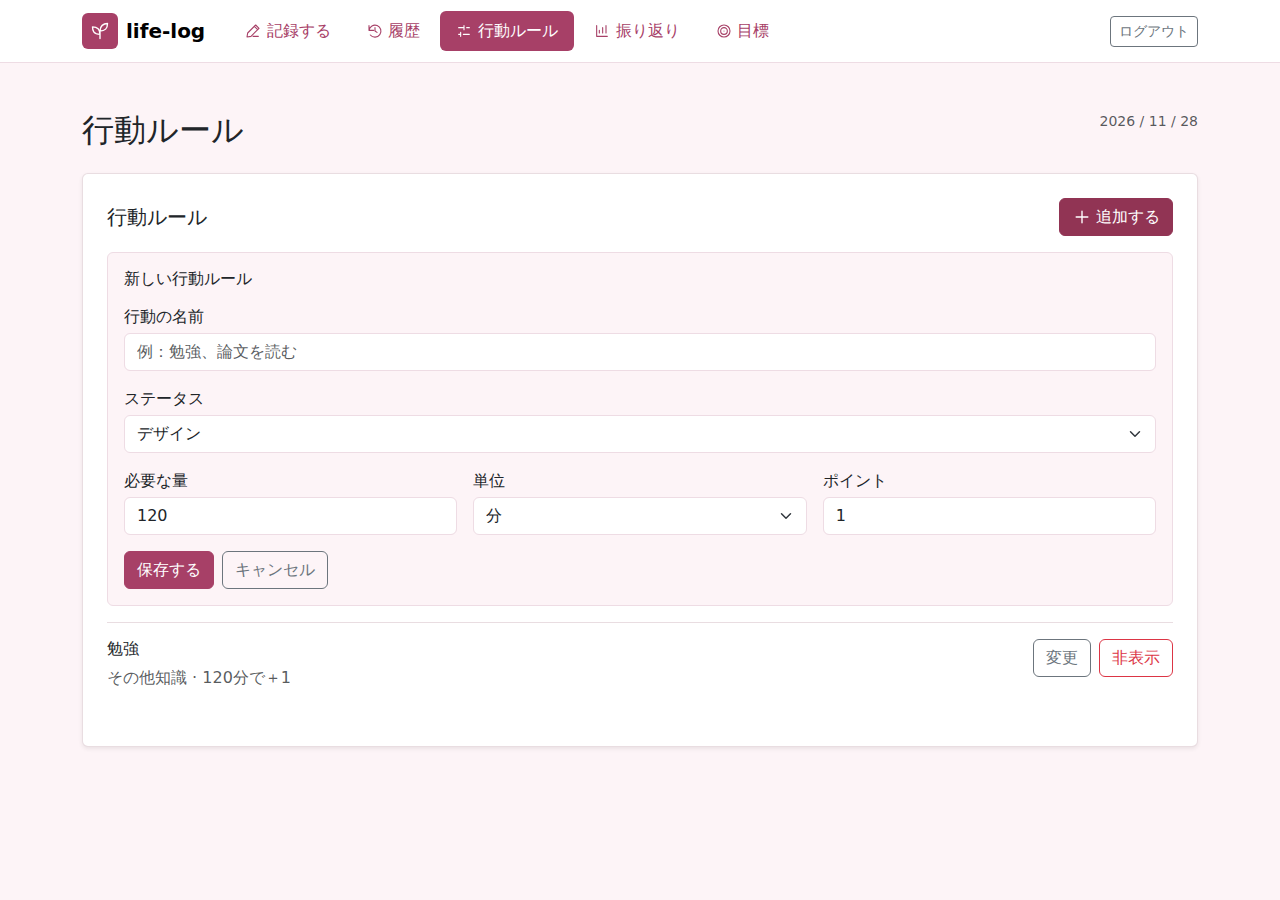 life-log 記録する 履歴 行動ルール 振り返り 目標 ログアウト
行動ルール 2026 / 11 / 28
行動ルール 追加する
新しい行動ルール
行動の名前
例：勉強、論文を読む
ステータス
デザイン
必要な量 単位 ポイント
120 分 1
保存する キャンセル
勉強 変更 非表示
その他知識 · 120分で＋1